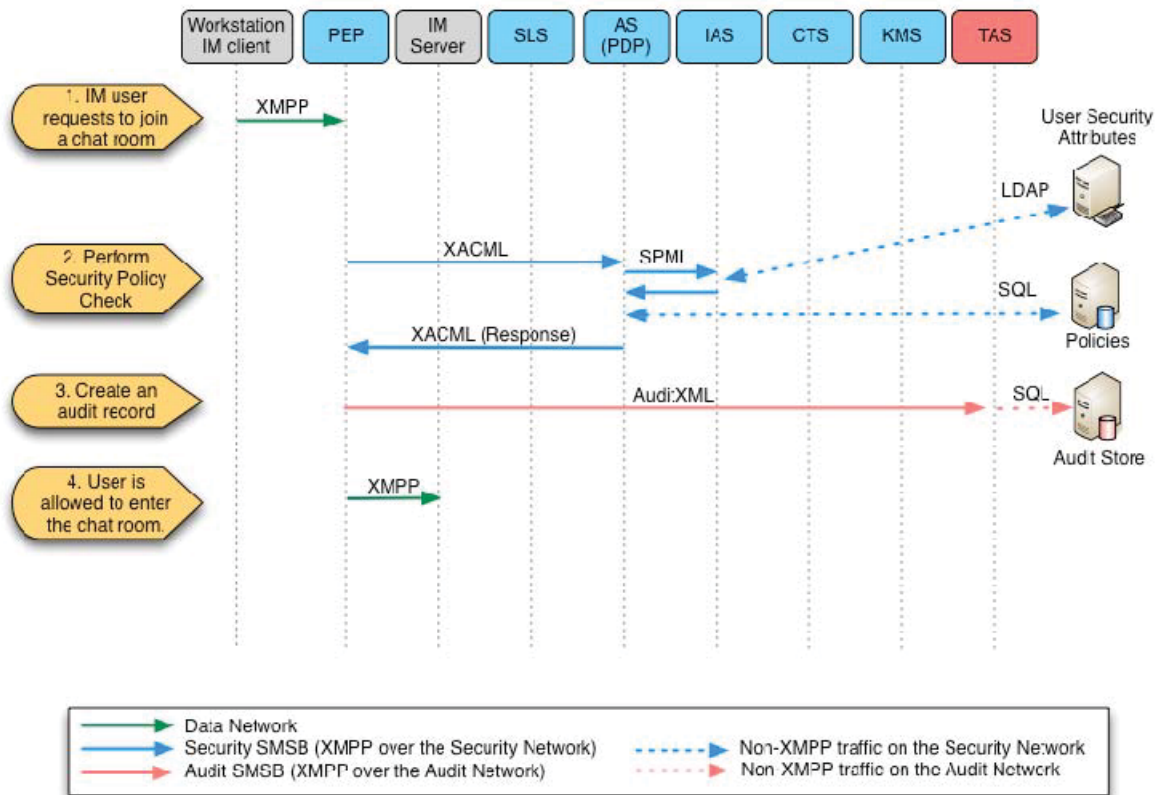 Workstation
IM client
PEP
IM
Server
SLS
AS
(PDP)
IAS
CTS
KMS
TAS
1. IM user
requests to join
a chat room
XMPP
User Security
Attributes
LDAP
2. Perform
Security Policy
Check
XACML
SPML
SQL
XACML (Response)
Policies
3. Create an
audit record
Audit XML
SQL
Audit Store
4. User is
allowed to enter
the chat room.
XMPP
Data Network
Security SMSB (XMPP over the Security Network)
Audit SMSB (XMPP over the Audit Network)
Non-XMPP traffic on the Security Network
Non-XMPP traffic on the Audit Network